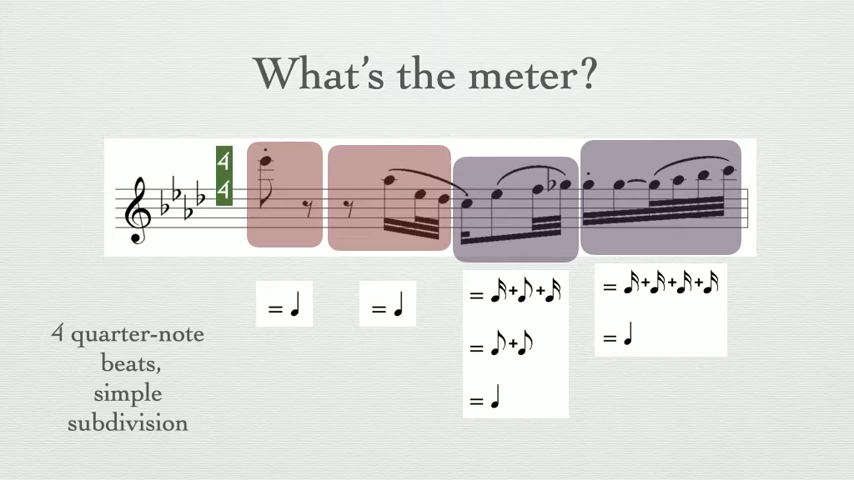 What's the meter?
4
4
= ♩
= ♩
= 𝅘𝅥𝅯+♪+𝅘𝅥𝅯
= ♪+♪
= ♩
= 𝅘𝅥𝅯+𝅘𝅥𝅯+𝅘𝅥𝅯+𝅘𝅥𝅯
= ♩
4 quarter-note
beats,
simple
subdivision